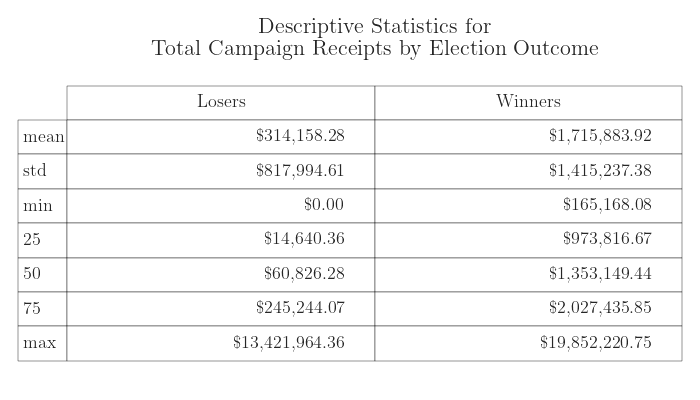 Descriptive Statistics for
Total Campaign Receipts by Election Outcome
Losers Winners
mean $314,158.28 $1,715,883.92
std $817,994.61 $1,415,237.38
min $0.00 $165,168.08
25 $14,640.36 $973,816.67
50 $60,826.28 $1,353,149.44
75 $245,244.07 $2,027,435.85
max $13,421,964.36 $19,852,220.75